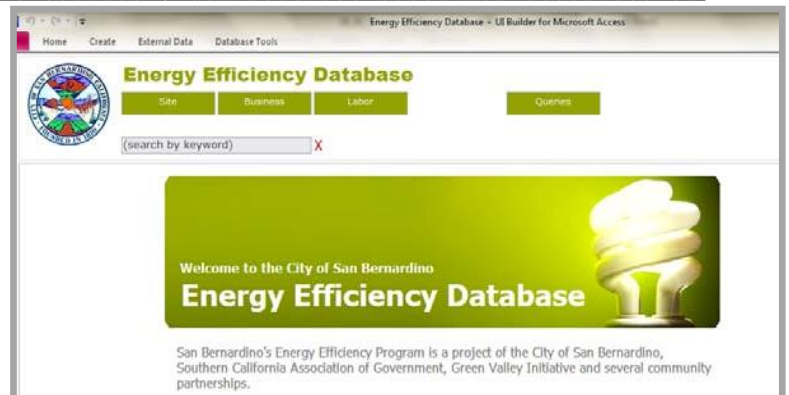 Energy Efficiency Database - UI Builder for Microsoft Access
Home Create External Data Database Tools
Energy Efficiency Database
Site Business Labor Queries
(search by keyword) X
Welcome to the City of San Bernardino
Energy Efficiency Database
San Bernardino's Energy Efficiency Program is a project of the City of San Bernardino,
Southern California Association of Government, Green Valley Initiative and several community
partnerships.